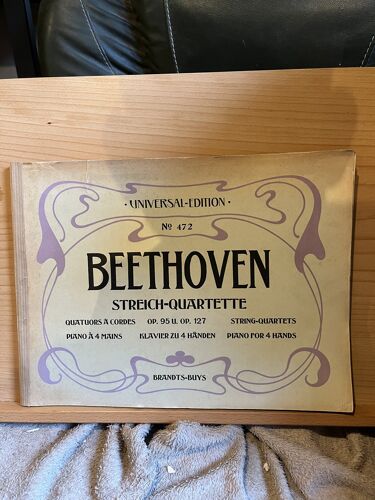 · UNIVERSAL-EDITION ·
No 472
BEETHOVEN
STREICH-QUARTETTE
QUATUORS A CORDES OP. 95 U. OP. 127 STRING-QUARTETS
PIANO À 4 MAINS KLAVIER ZU 4 HÄNDEN PIANO FOR 4 HANDS
BRANDTS-BUYS